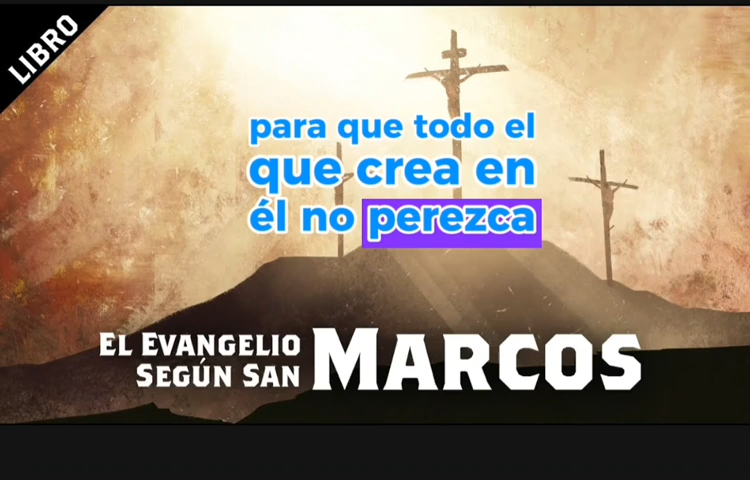 LIBRO
para que todo el
que crea en
él no perezca
EL EVANGELIO
SEGÚN SAN
MARCOS